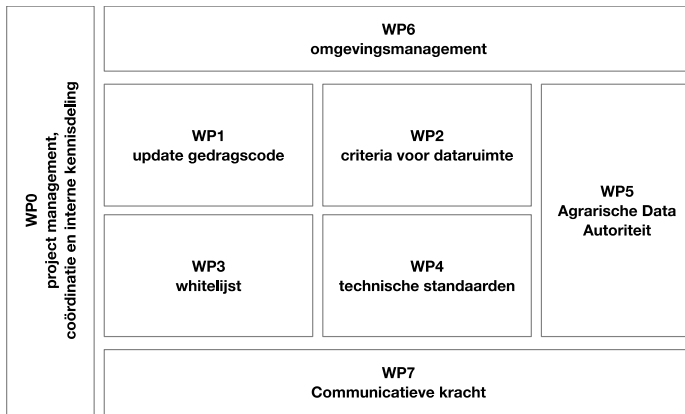 WP0
project management,
coördinatie en interne kennisdeling
WP6
omgevingsmanagement
WP1
update gedragscode
WP2
criteria voor dataruimte
WP5
Agrarische Data
Autoriteit
WP3
whitelijst
WP4
technische standaarden
WP7
Communicatieve kracht